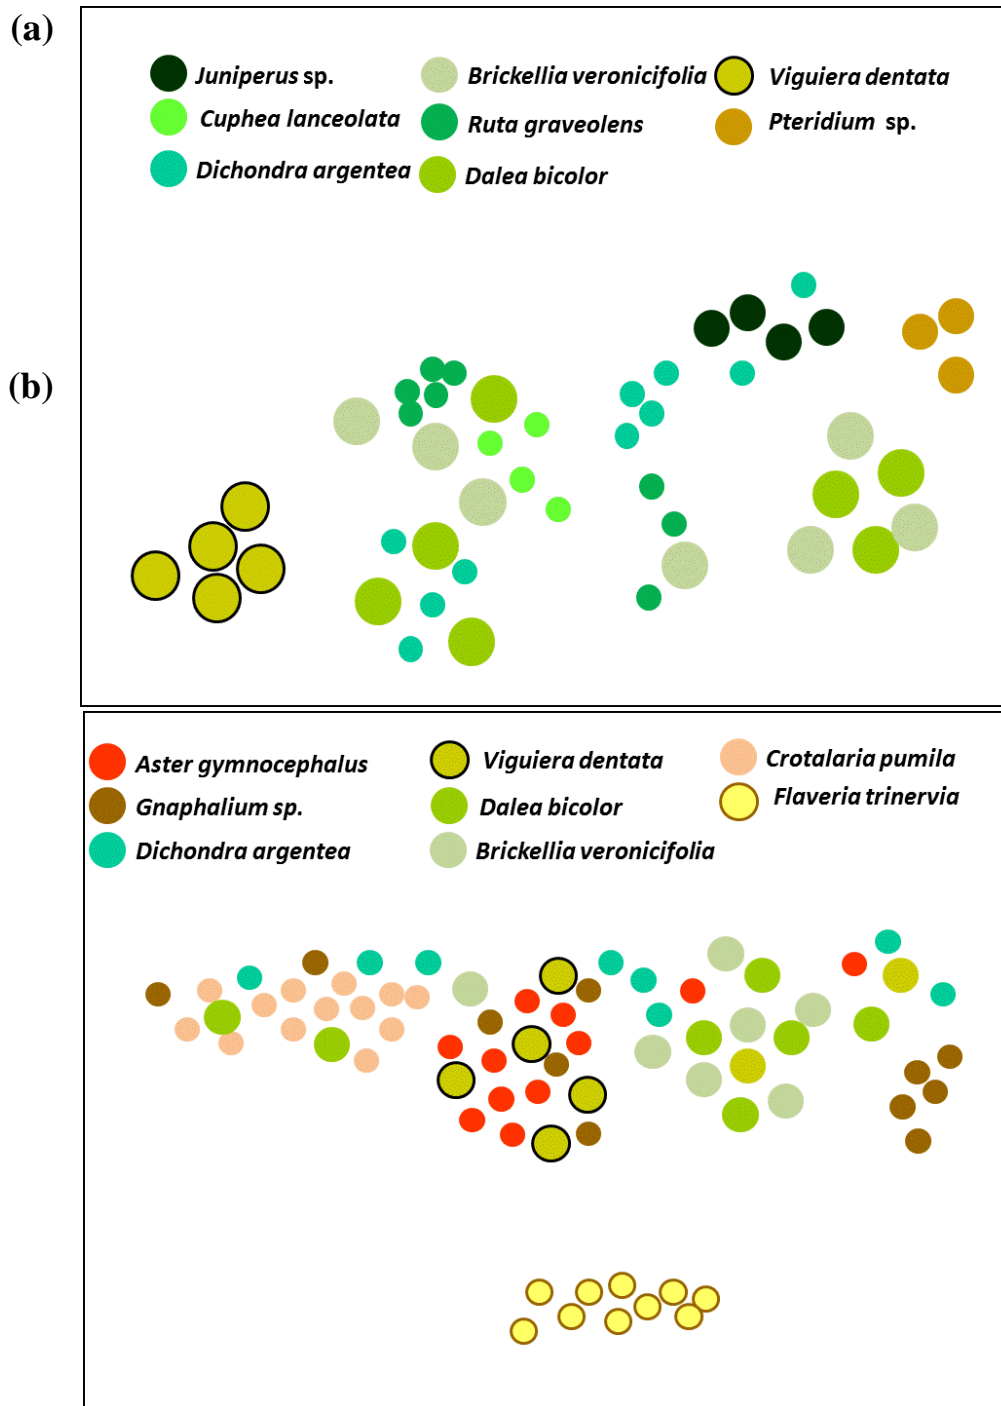 (a)
Juniperus sp. Brickellia veronicifolia Viguiera dentata
Cuphea lanceolata Ruta graveolens Pteridium sp.
Dichondra argentea Dalea bicolor
(b)
Aster gymnocephalus Viguiera dentata Crotalaria pumila
Gnaphalium sp. Dalea bicolor Flaveria trinervia
Dichondra argentea Brickellia veronicifolia